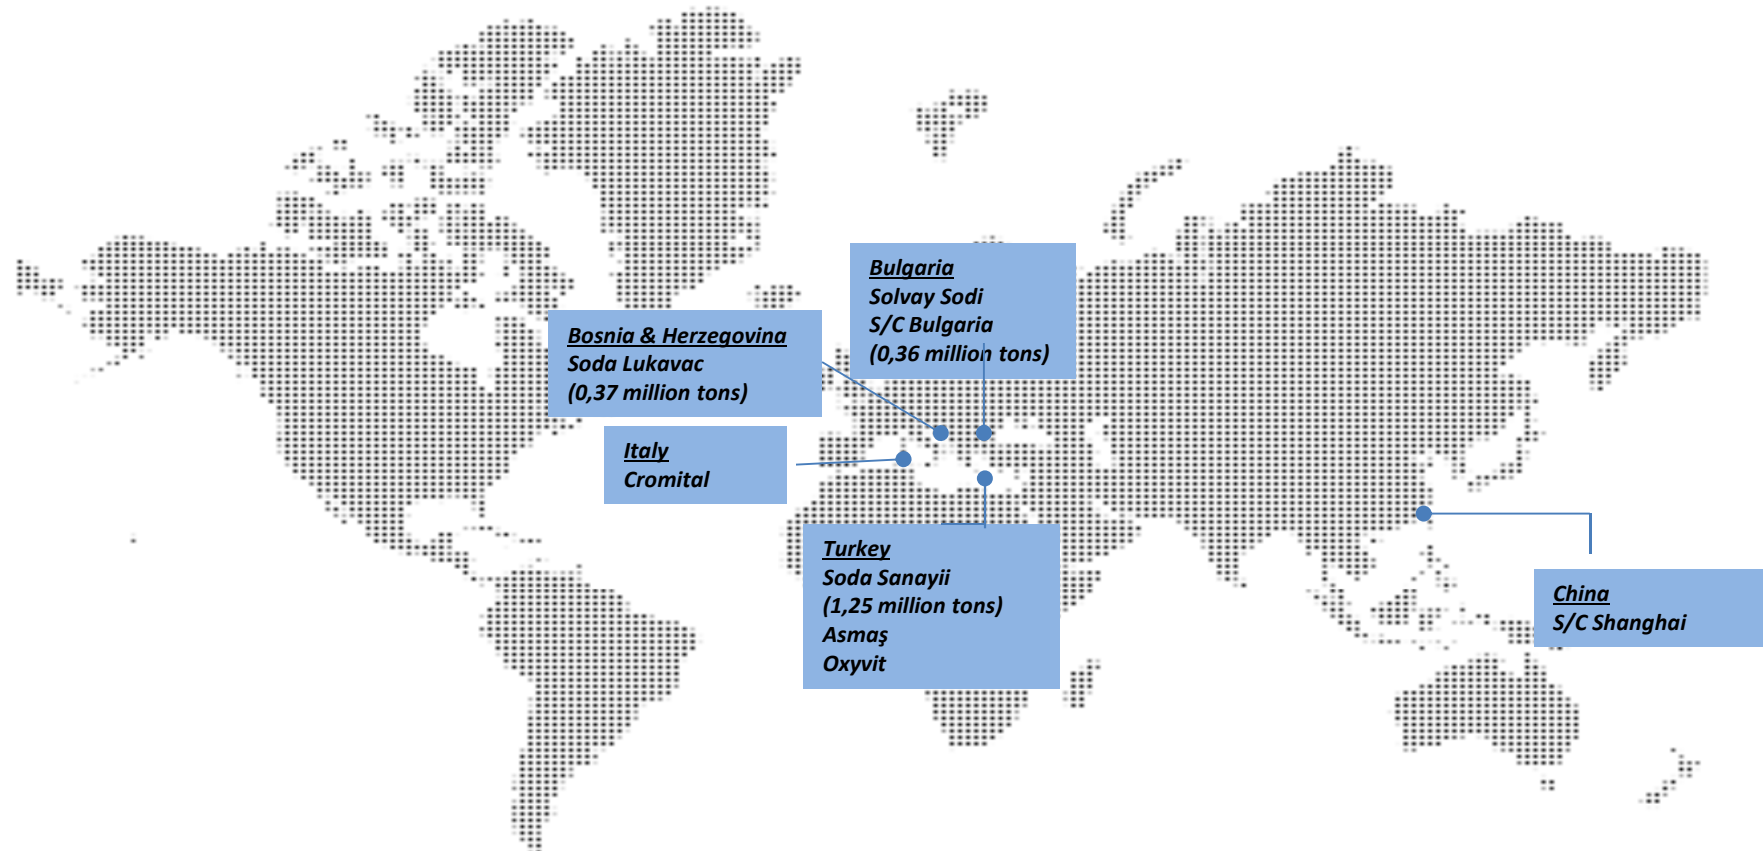 Bulgaria
Solvay Sodi
S/C Bulgaria
(0,36 million tons)
Bosnia & Herzegovina
Soda Lukavac
(0,37 million tons)
Italy
Cromital
Turkey
Soda Sanayii
(1,25 million tons)
Asmaş
Oxyvit
China
S/C Shanghai